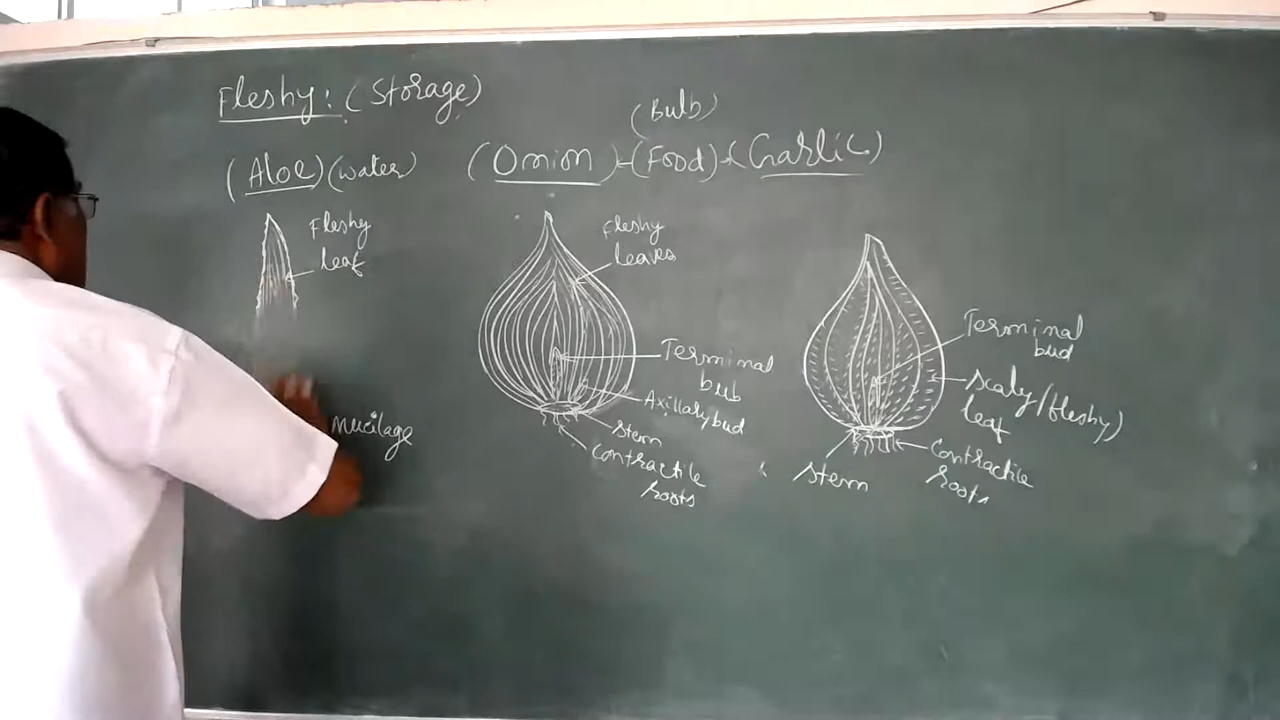 Fleshy: (Storage)
(Bulb)
(Aloe) (water)
(Onion) - (Food) - (Garlic)
Fleshy
leaf
Mucilage
Fleshy
leaves
Terminal
bub
Axillary bud
Stem
Contractile
roots
Terminal
bud
Scaly/(fleshy)
leaf
Contractile
roots
Stem